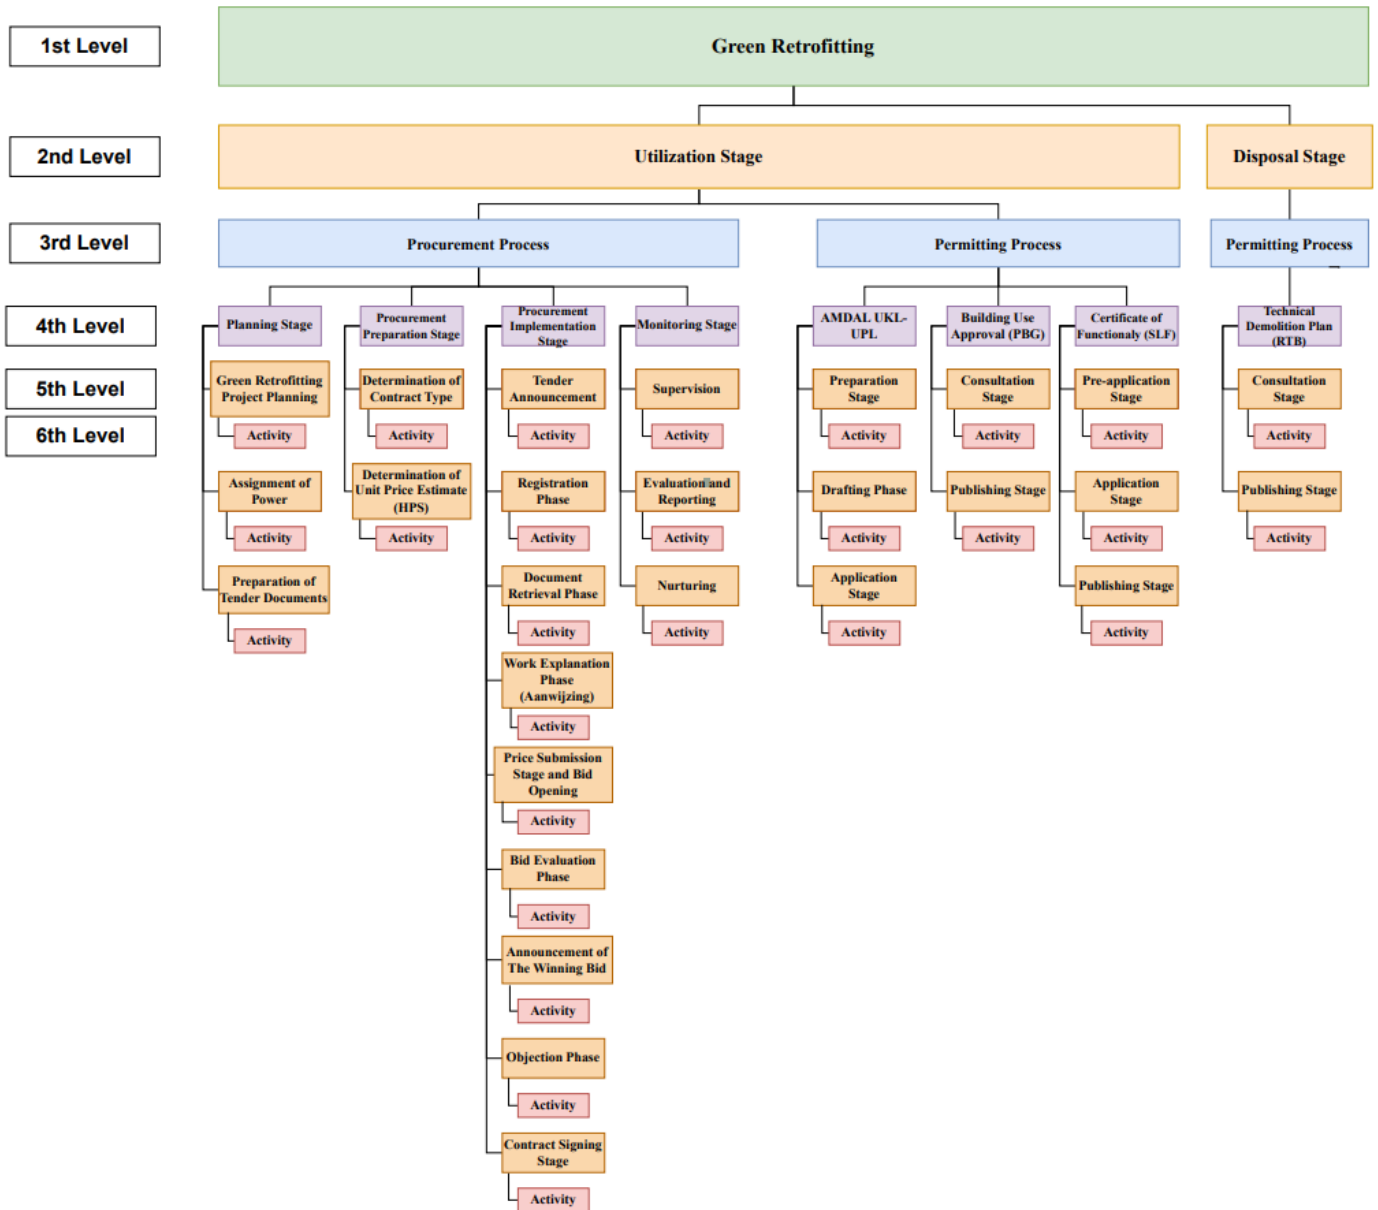 1st Level
Green Retrofitting
2nd Level
Utilization Stage
Disposal Stage
3rd Level
Procurement Process
Permitting Process
Permitting Process
4th Level
Planning Stage
Procurement
Preparation Stage
Procurement
Implementation
Stage
Monitoring Stage
AMDAL UKL-
UPL
Building Use
Approval (PBG)
Certificate of
Functionaly (SLF)
Technical
Demolition Plan
(RTB)
5th Level
Green Retrofitting
Project Planning
Determination of
Contract Type
Tender
Announcement
Supervision
Preparation
Stage
Consultation
Stage
Pre-application
Stage
Consultation
Stage
6th Level
Activity
Activity
Activity
Activity
Activity
Activity
Activity
Activity
Assignment of
Power
Determination of
Unit Price Estimate
(HPS)
Registration
Phase
Evaluation and
Reporting
Drafting Phase
Publishing Stage
Application
Stage
Publishing Stage
Activity
Activity
Activity
Activity
Activity
Activity
Activity
Activity
Preparation of
Tender Documents
Document
Retrieval Phase
Nurturing
Application
Stage
Publishing Stage
Activity
Activity
Activity
Activity
Activity
Work Explanation
Phase
(Aanwijzing)
Activity
Price Submission
Stage and Bid
Opening
Activity
Bid Evaluation
Phase
Activity
Announcement of
The Winning Bid
Activity
Objection Phase
Activity
Contract Signing
Stage
Activity